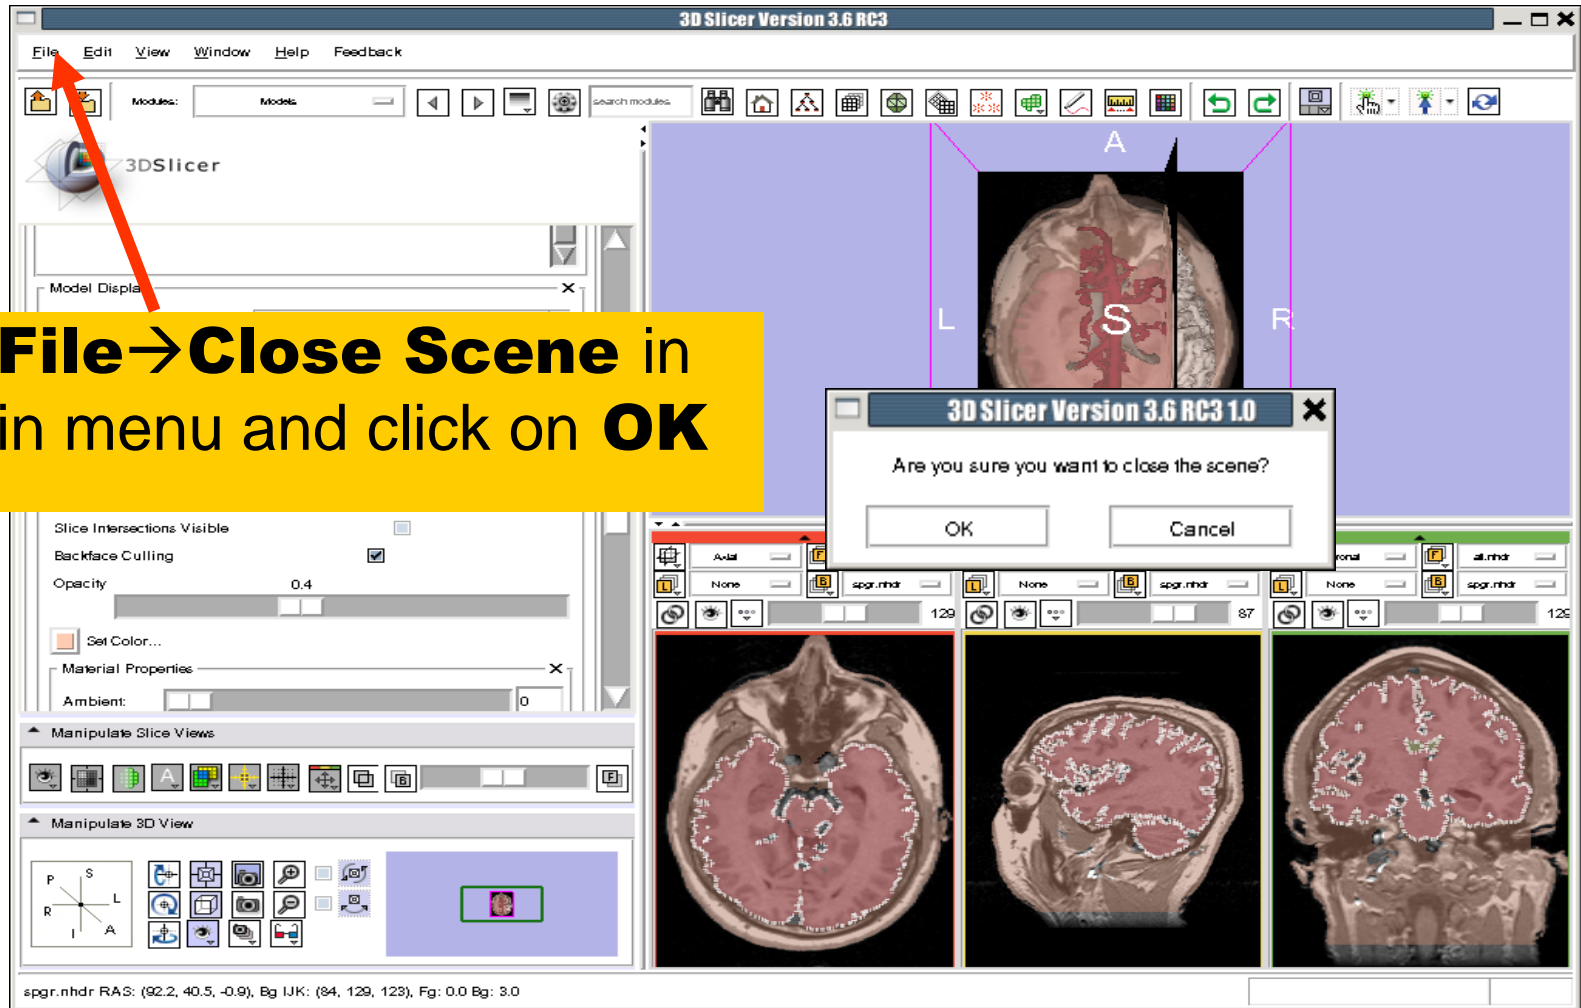 3D Slicer Version 3.6 RC3
File Edit View Window Help Feedback
Modules: Models search modules
3DSlicer
A
L S R
Model Displa
File→Close Scene in
in menu and click on OK
3D Slicer Version 3.6 RC3 1.0
Are you sure you want to close the scene?
OK Cancel
Slice Intersections Visible
Backface Culling
Opacity 0.4
Set Color...
Material Properties
Ambient: 0
Axial F ronal F all.nhdr
L None B spgr.nhdr L None B spgr.nhdr L None B spgr.nhdr
129 87 129
Manipulate Slice Views
A B F
Manipulate 3D View
P S
L
R
I A
spgr.nhdr RAS: (92.2, 40.5, -0.9), Bg IJK: (84, 129, 123), Fg: 0.0 Bg: 3.0